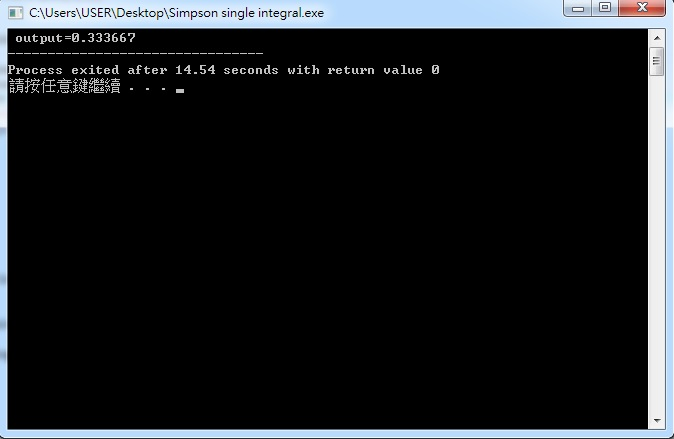 C:\Users\USER\Desktop\Simpson single integral.exe
output=0.333667
--------------------------------
Process exited after 14.54 seconds with return value 0
請按任意鍵繼續 . . .